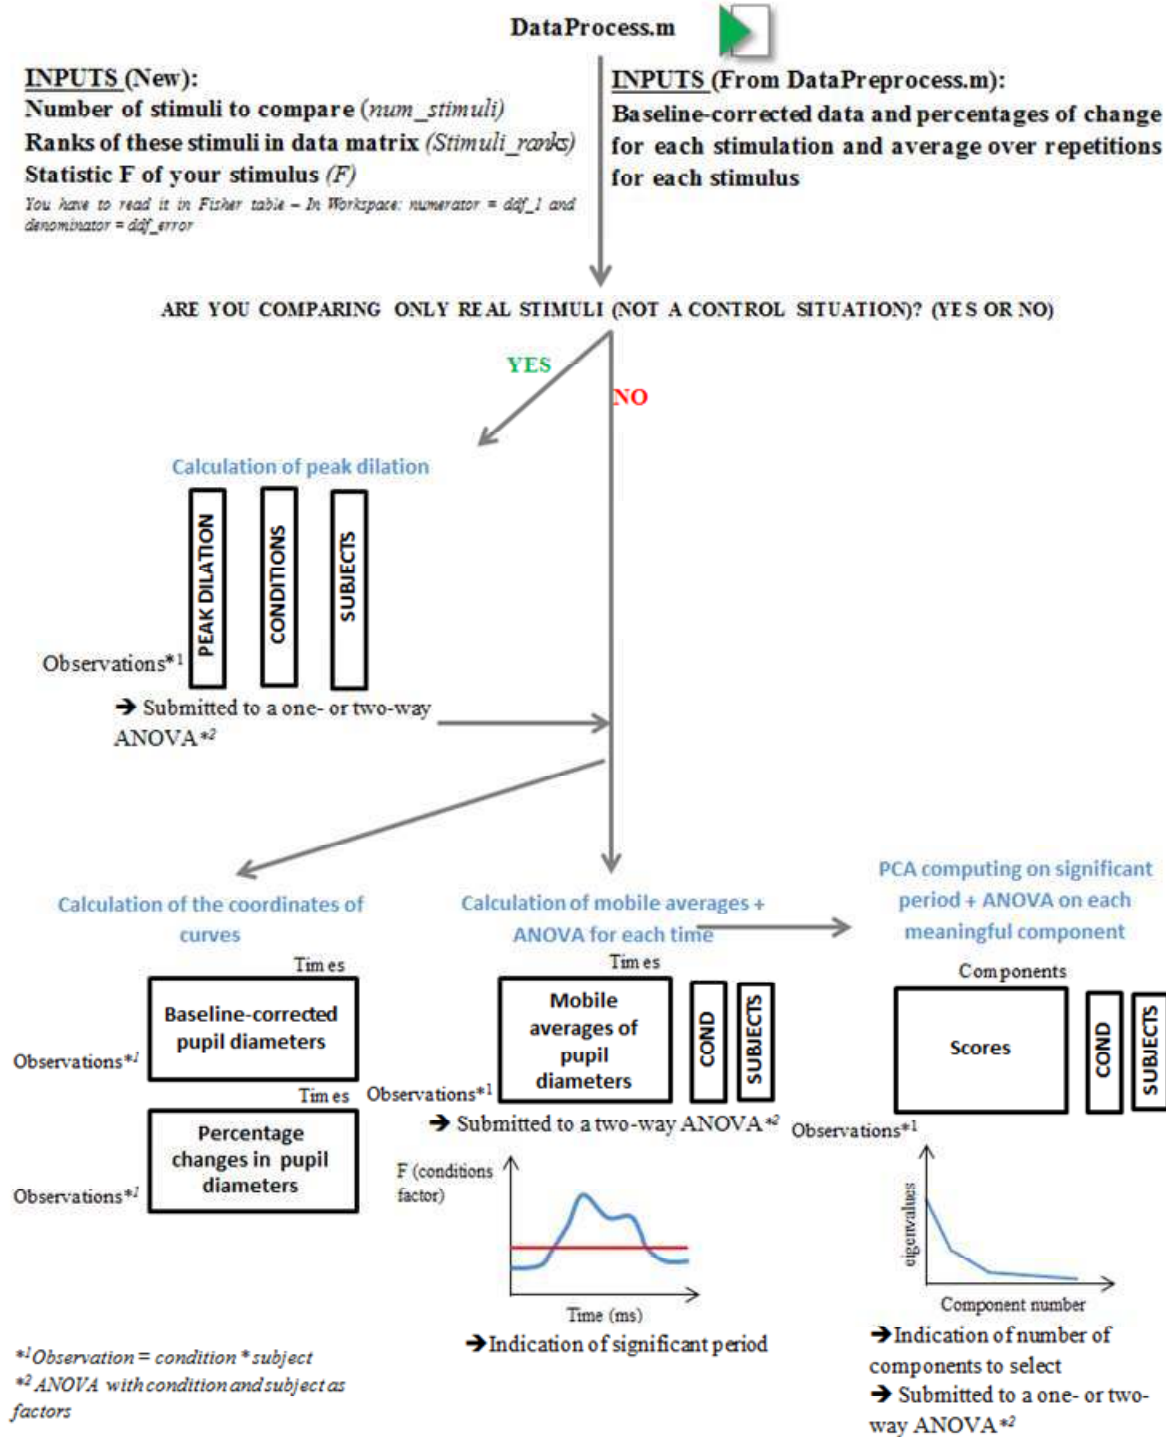 DataProcess.m
INPUTS (New):
Number of stimuli to compare (num_stimuli)
Ranks of these stimuli in data matrix (Stimuli_ranks)
Statistic F of your stimulus (F)
You have to read it in Fisher table – In Workspace: numerator = ddf_1 and
denominator = ddf_error
INPUTS (From DataPreprocess.m):
Baseline-corrected data and percentages of change
for each stimulation and average over repetitions
for each stimulus
ARE YOU COMPARING ONLY REAL STIMULI (NOT A CONTROL SITUATION)? (YES OR NO)
YES
NO
Calculation of peak dilation
PEAK DILATION
CONDITIONS
SUBJECTS
Observations*1
➔ Submitted to a one- or two-way
ANOVA*2
Calculation of the coordinates of
curves
Times
Baseline-corrected
pupil diameters
Observations*1
Times
Percentage
changes in pupil
diameters
Observations*1
Calculation of mobile averages +
ANOVA for each time
Times
Mobile
averages of
pupil
diameters
COND
SUBJECTS
Observations*1
➔ Submitted to a two-way ANOVA*2
F (conditions
factor)
Time (ms)
➔Indication of significant period
PCA computing on significant
period + ANOVA on each
meaningful component
Components
Scores
COND
SUBJECTS
Observations*1
eigenvalues
Component number
➔Indication of number of
components to select
➔ Submitted to a one- or two-
way ANOVA*2
*1Observation = condition * subject
*2 ANOVA with condition and subject as
factors